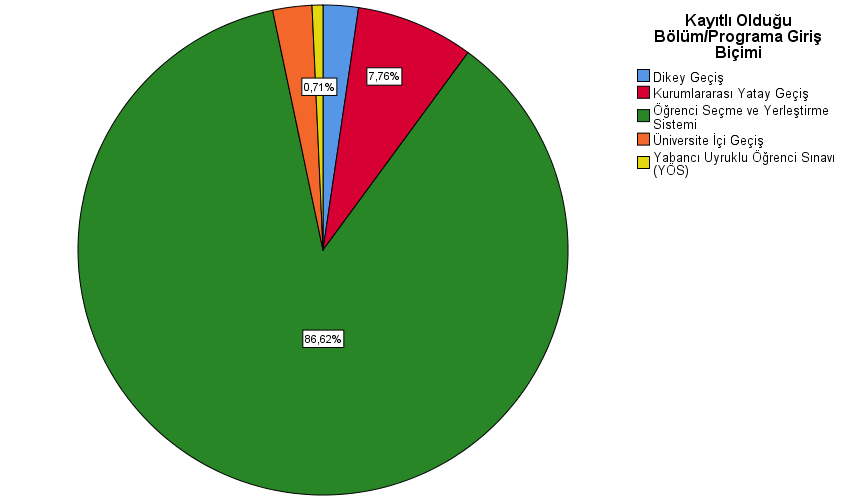 Kayıtlı Olduğu
Bölüm/Programa Giriş
Biçimi
Dikey Geçiş
Kurumlararası Yatay Geçiş
Öğrenci Seçme ve Yerleştirme
Sistemi
Üniversite İçi Geçiş
Yabancı Uyruklu Öğrenci Sınavı
(YÖS)
7,76%
0,71%
86,62%